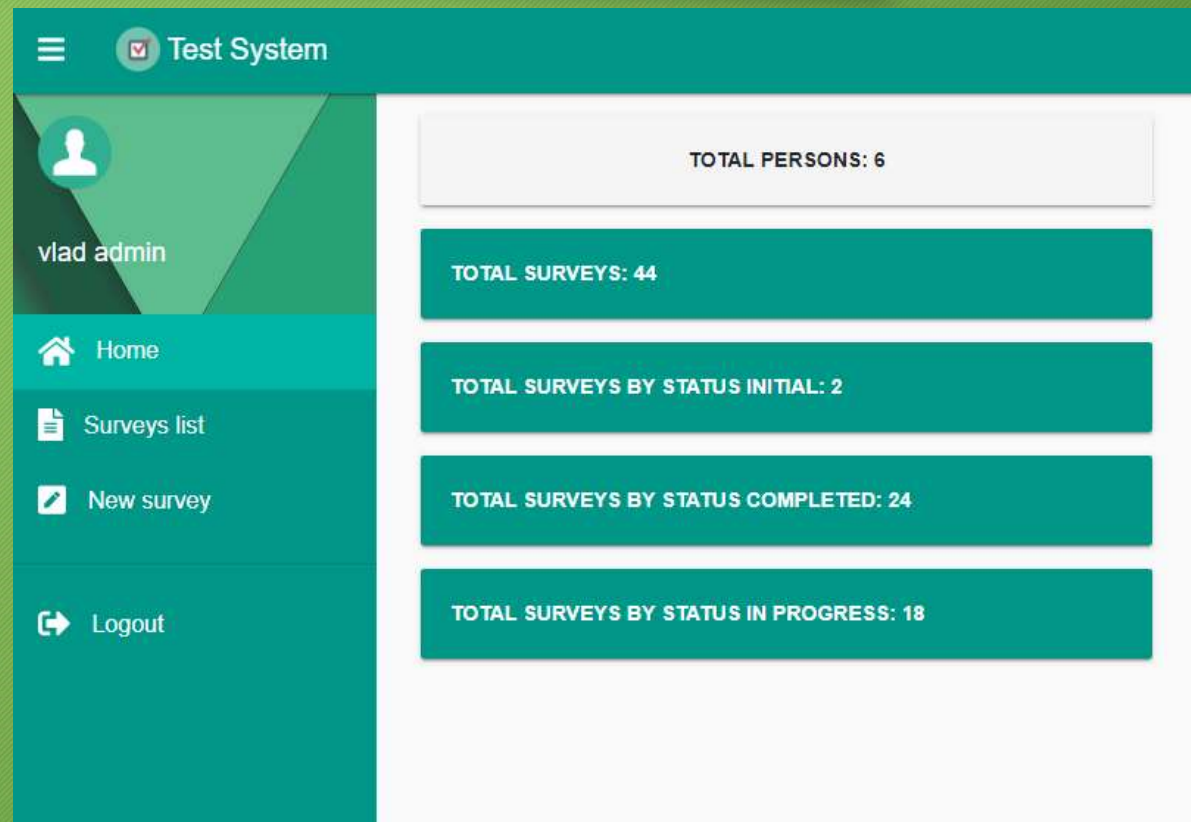 Test System
vlad admin
Home
Surveys list
New survey
Logout
TOTAL PERSONS: 6
TOTAL SURVEYS: 44
TOTAL SURVEYS BY STATUS INITIAL: 2
TOTAL SURVEYS BY STATUS COMPLETED: 24
TOTAL SURVEYS BY STATUS IN PROGRESS: 18